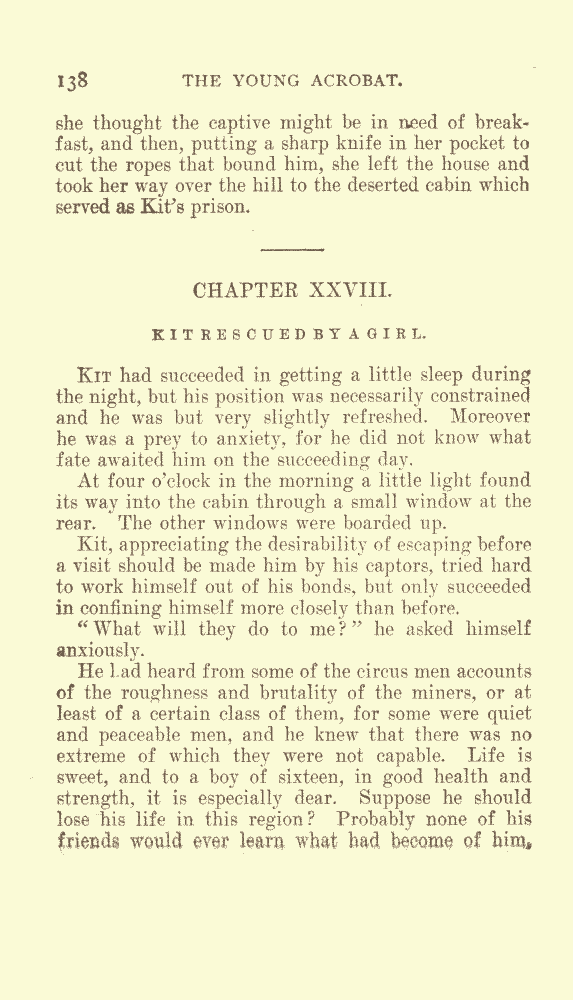 138 THE YOUNG ACROBAT.
she thought the captive might be in need of break-
fast, and then, putting a sharp knife in her pocket to
cut the ropes that bound him, she left the house and
took her way over the hill to the deserted cabin which
served as Kit's prison.
CHAPTER XXVIII.
KIT RESCUED BY A GIRL.
KIT had succeeded in getting a little sleep during
the night, but his position was necessarily constrained
and he was but very slightly refreshed. Moreover
he was a prey to anxiety, for he did not know what
fate awaited him on the succeeding day.
At four o'clock in the morning a little light found
its way into the cabin through a small window at the
rear. The other windows were boarded up.
Kit, appreciating the desirability of escaping before
a visit should be made him by his captors, tried hard
to work himself out of his bonds, but only succeeded
in confining himself more closely than before.
"What will they do to me?" he asked himself
anxiously.
He had heard from some of the circus men accounts
of the roughness and brutality of the miners, or at
least of a certain class of them, for some were quiet
and peaceable men, and he knew that there was no
extreme of which they were not capable. Life is
sweet, and to a boy of sixteen, in good health and
strength, it is especially dear. Suppose he should
lose his life in this region? Probably none of his
friends would ever learn what had become of him,